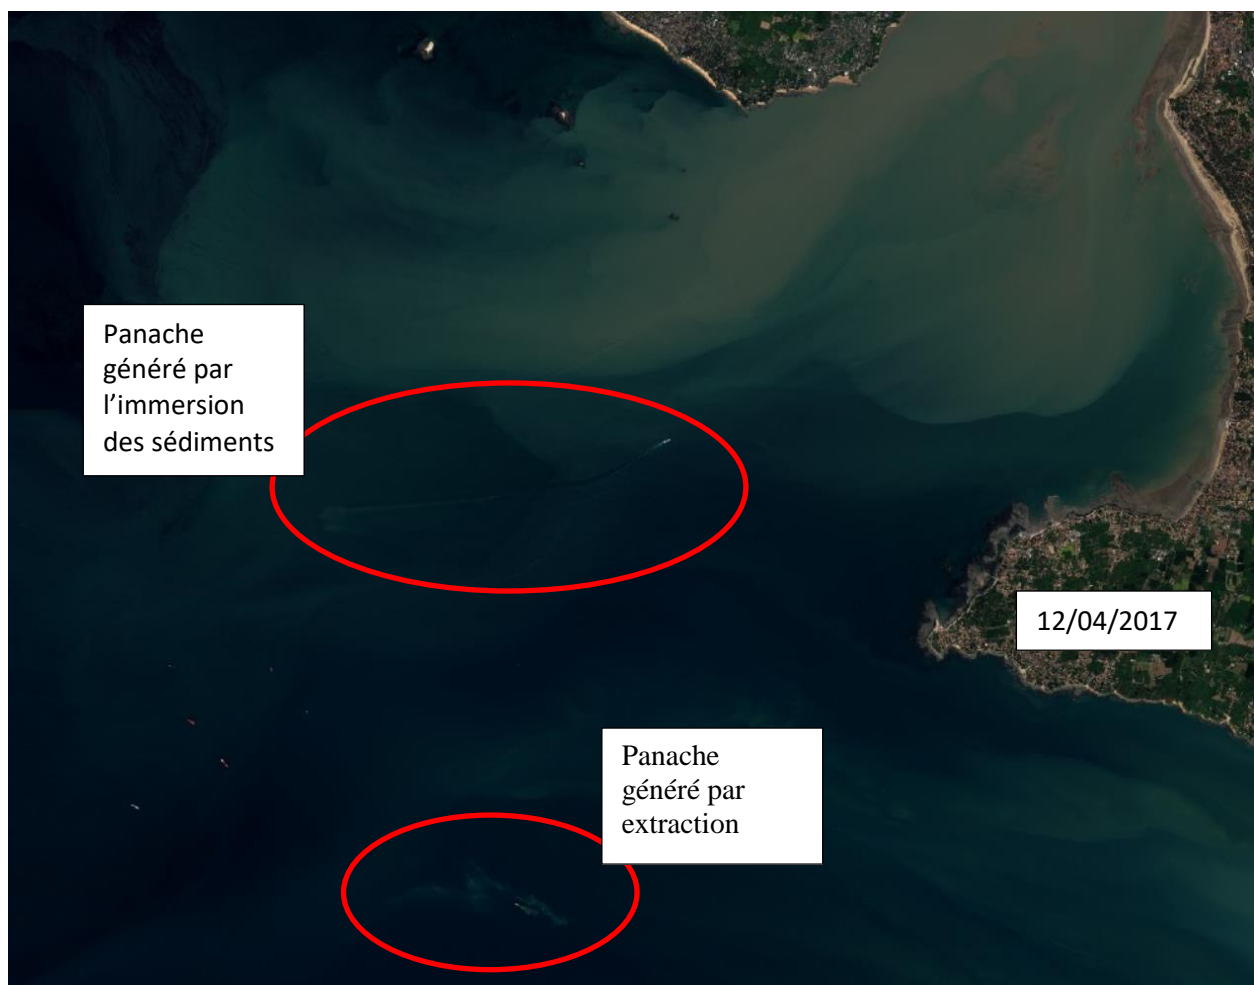 Panache
généré par
l’immersion
des sédiments
12/04/2017
Panache
généré par
extraction